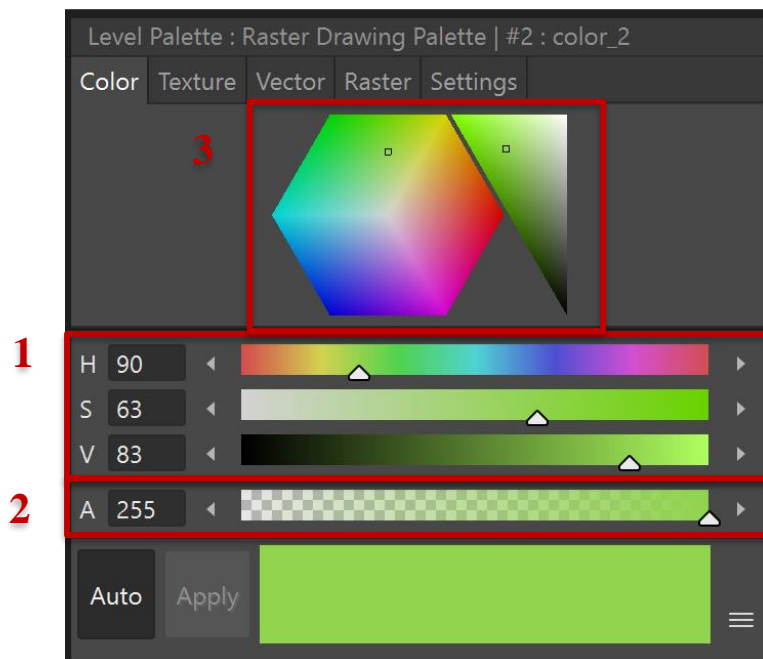 Level Palette : Raster Drawing Palette | #2 : color_2
Color Texture Vector Raster Settings
3
1
H 90
S 63
V 83
2
A 255
Auto Apply